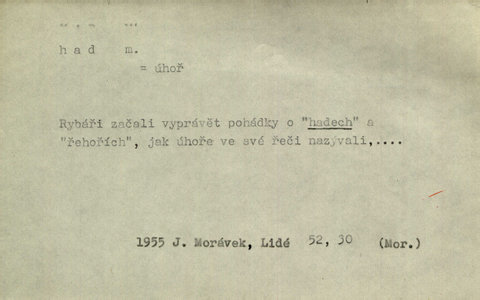 h a d m.
= úhoř
Rybáři začali vyprávět pohádky o "hadech" a
"řehořích", jak úhoře ve své řeči nazývali,....
1955 J. Morávek, Lidé 52, 30 (Mor.)